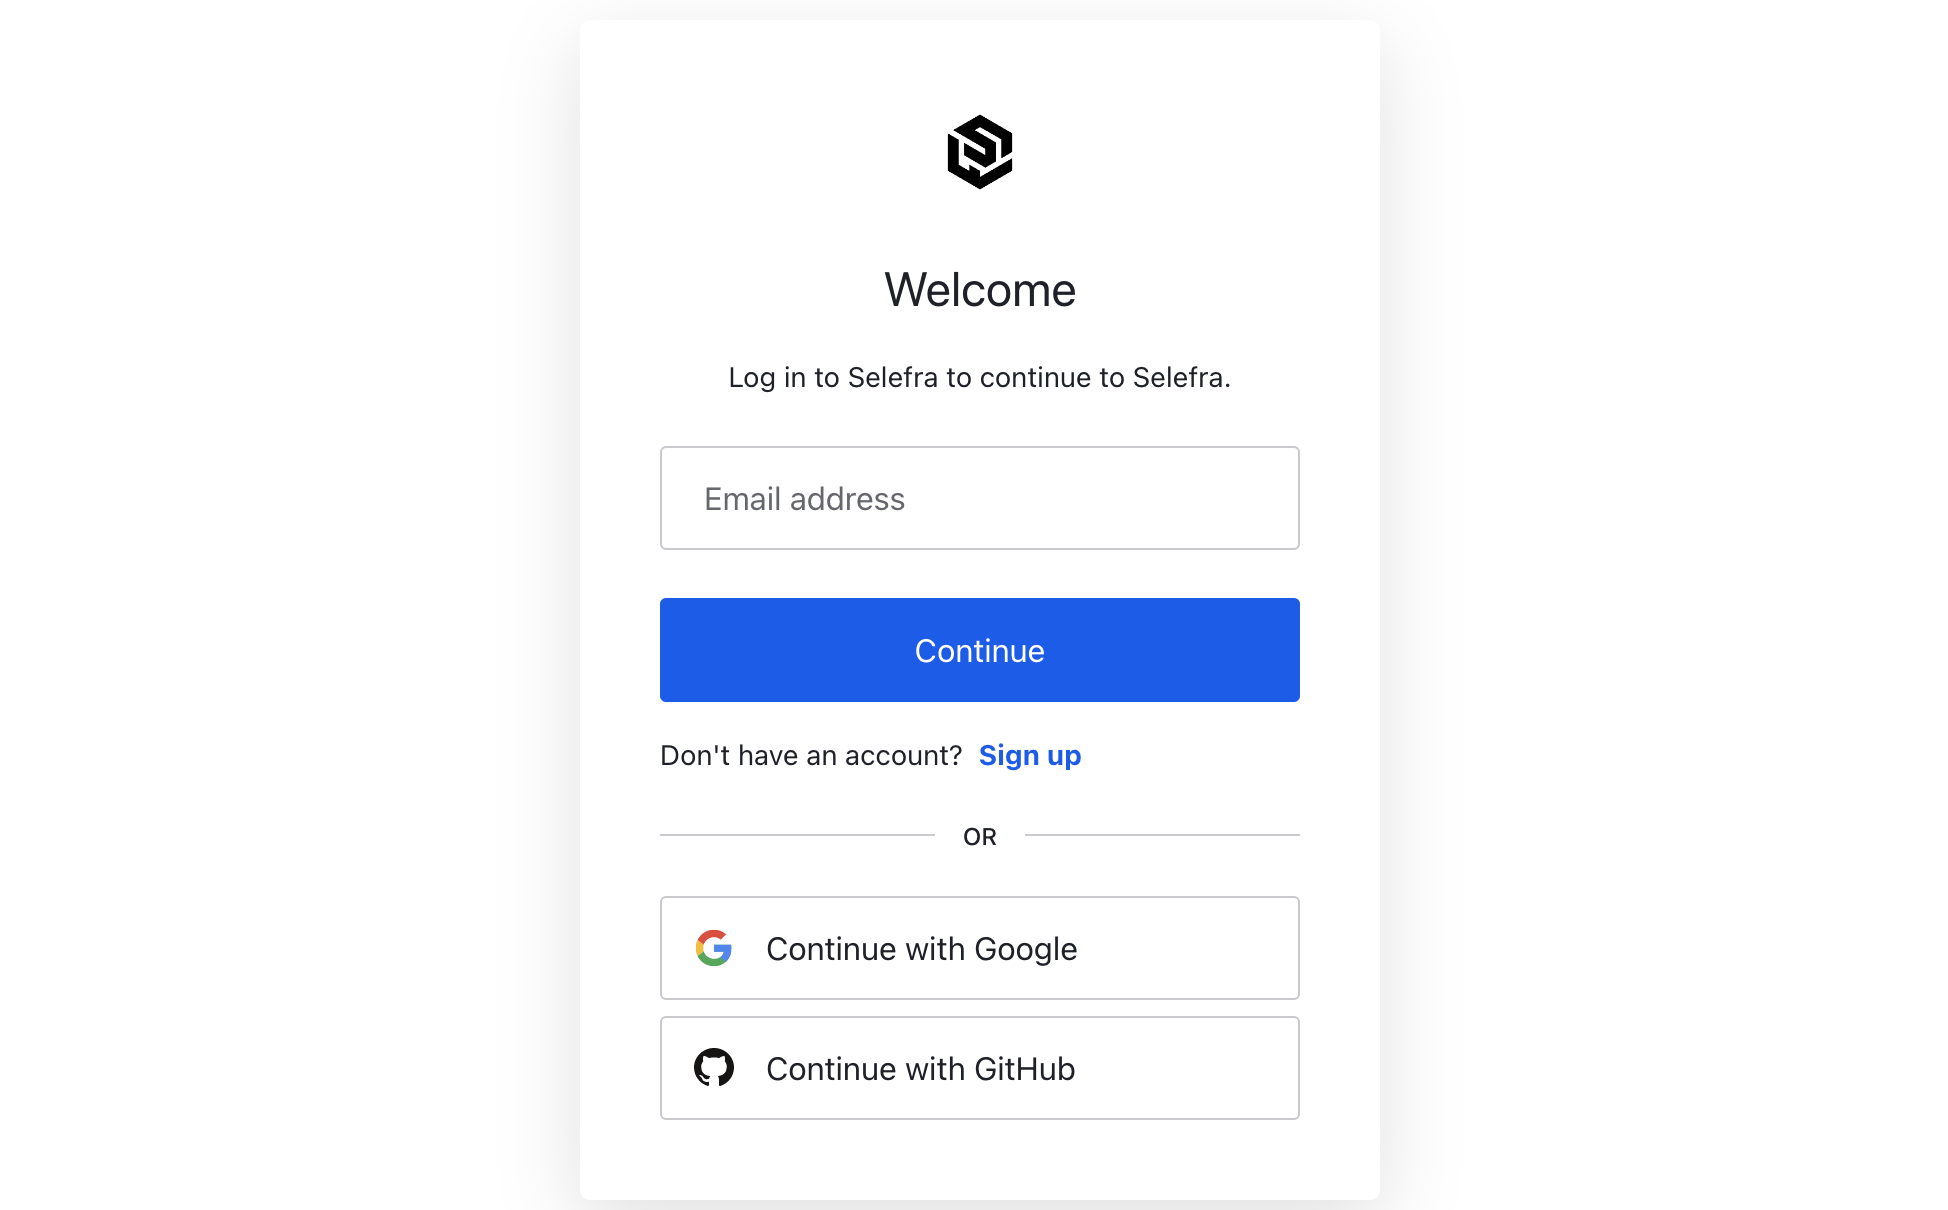 Welcome
Log in to Selefra to continue to Selefra.
Email address
Continue
Don't have an account? Sign up
OR
Continue with Google
Continue with GitHub